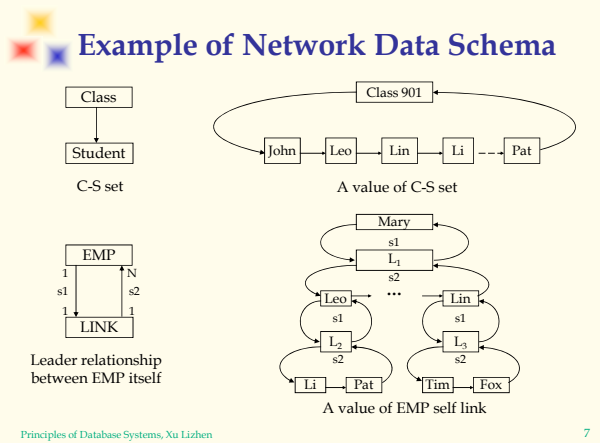 Example of Network Data Schema
Class
Student
C-S set
Class 901
John Leo Lin Li Pat
A value of C-S set
EMP
1 N
s1 s2
1 1
LINK
Leader relationship
between EMP itself
Mary
s1
L1
s2
Leo ... Lin
s1 s1
L2 L3
s2 s2
Li Pat Tim Fox
A value of EMP self link
Principles of Database Systems, Xu Lizhen 7